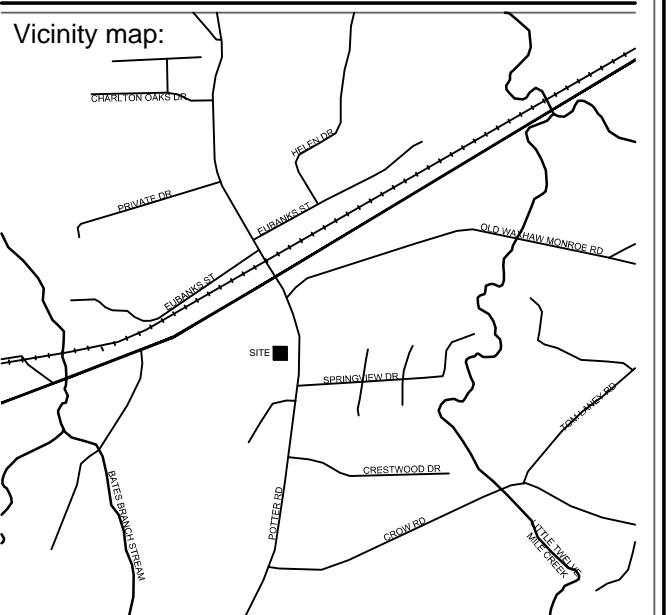 Vicinity map:
CHARLTON OAKS DR
HELEN DR
PRIVATE DR
EUBANKS ST
OLD WAXHAW MONROE RD
EUBANKS ST
SITE
SPRINGVIEW DR
TOM LANEY RD
CRESTWOOD DR
BATES BRANCH STREAM
POTTER RD
CROW RD
LITTLE TWELVE
MILE CREEK